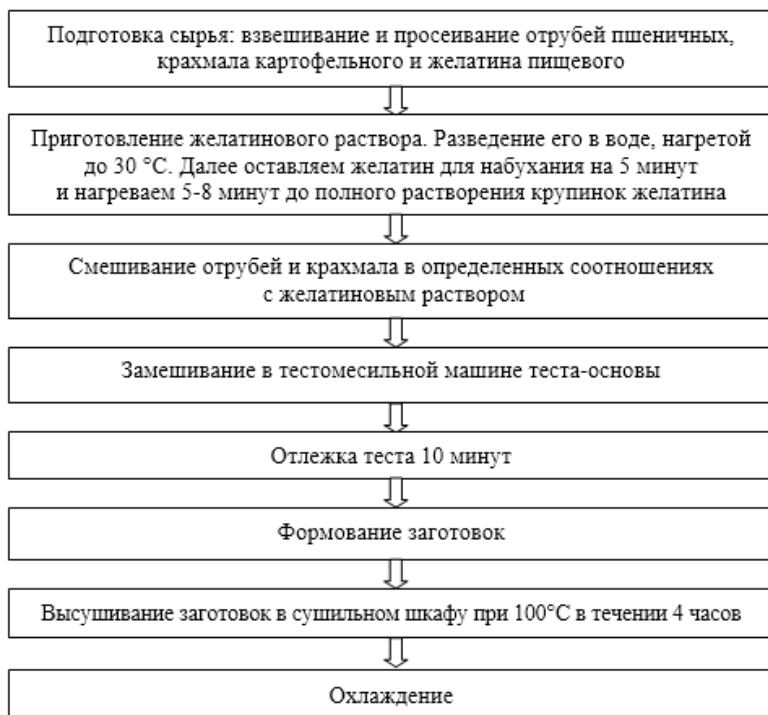 Подготовка сырья: взвешивание и просеивание отрубей пшеничных,
крахмала картофельного и желатина пищевого
Приготовление желатинового раствора. Разведение его в воде, нагретой
до 30 °С. Далее оставляем желатин для набухания на 5 минут
и нагреваем 5-8 минут до полного растворения крупинок желатина
Смешивание отрубей и крахмала в определенных соотношениях
с желатиновым раствором
Замешивание в тестомесильной машине теста-основы
Отлежка теста 10 минут
Формование заготовок
Высушивание заготовок в сушильном шкафу при 100°С в течении 4 часов
Охлаждение